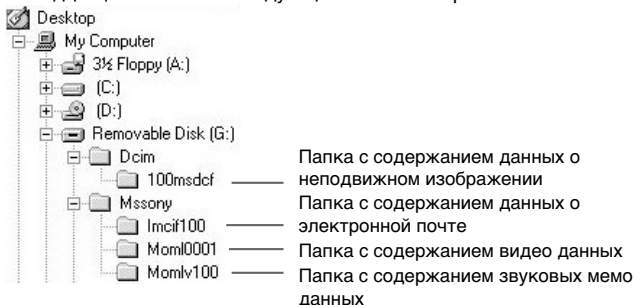 Desktop
My Computer
3½ Floppy (A:)
(C:)
(D:)
Removable Disk (G:)
Dcim
100msdcf
Mssony
Imcif100
Moml0001
Momlv100
Папка с содержанием данных о
неподвижном изображении
Папка с содержанием данных о
электронной почте
Папка с содержанием видео данных
Папка с содержанием звуковых мемо
данных